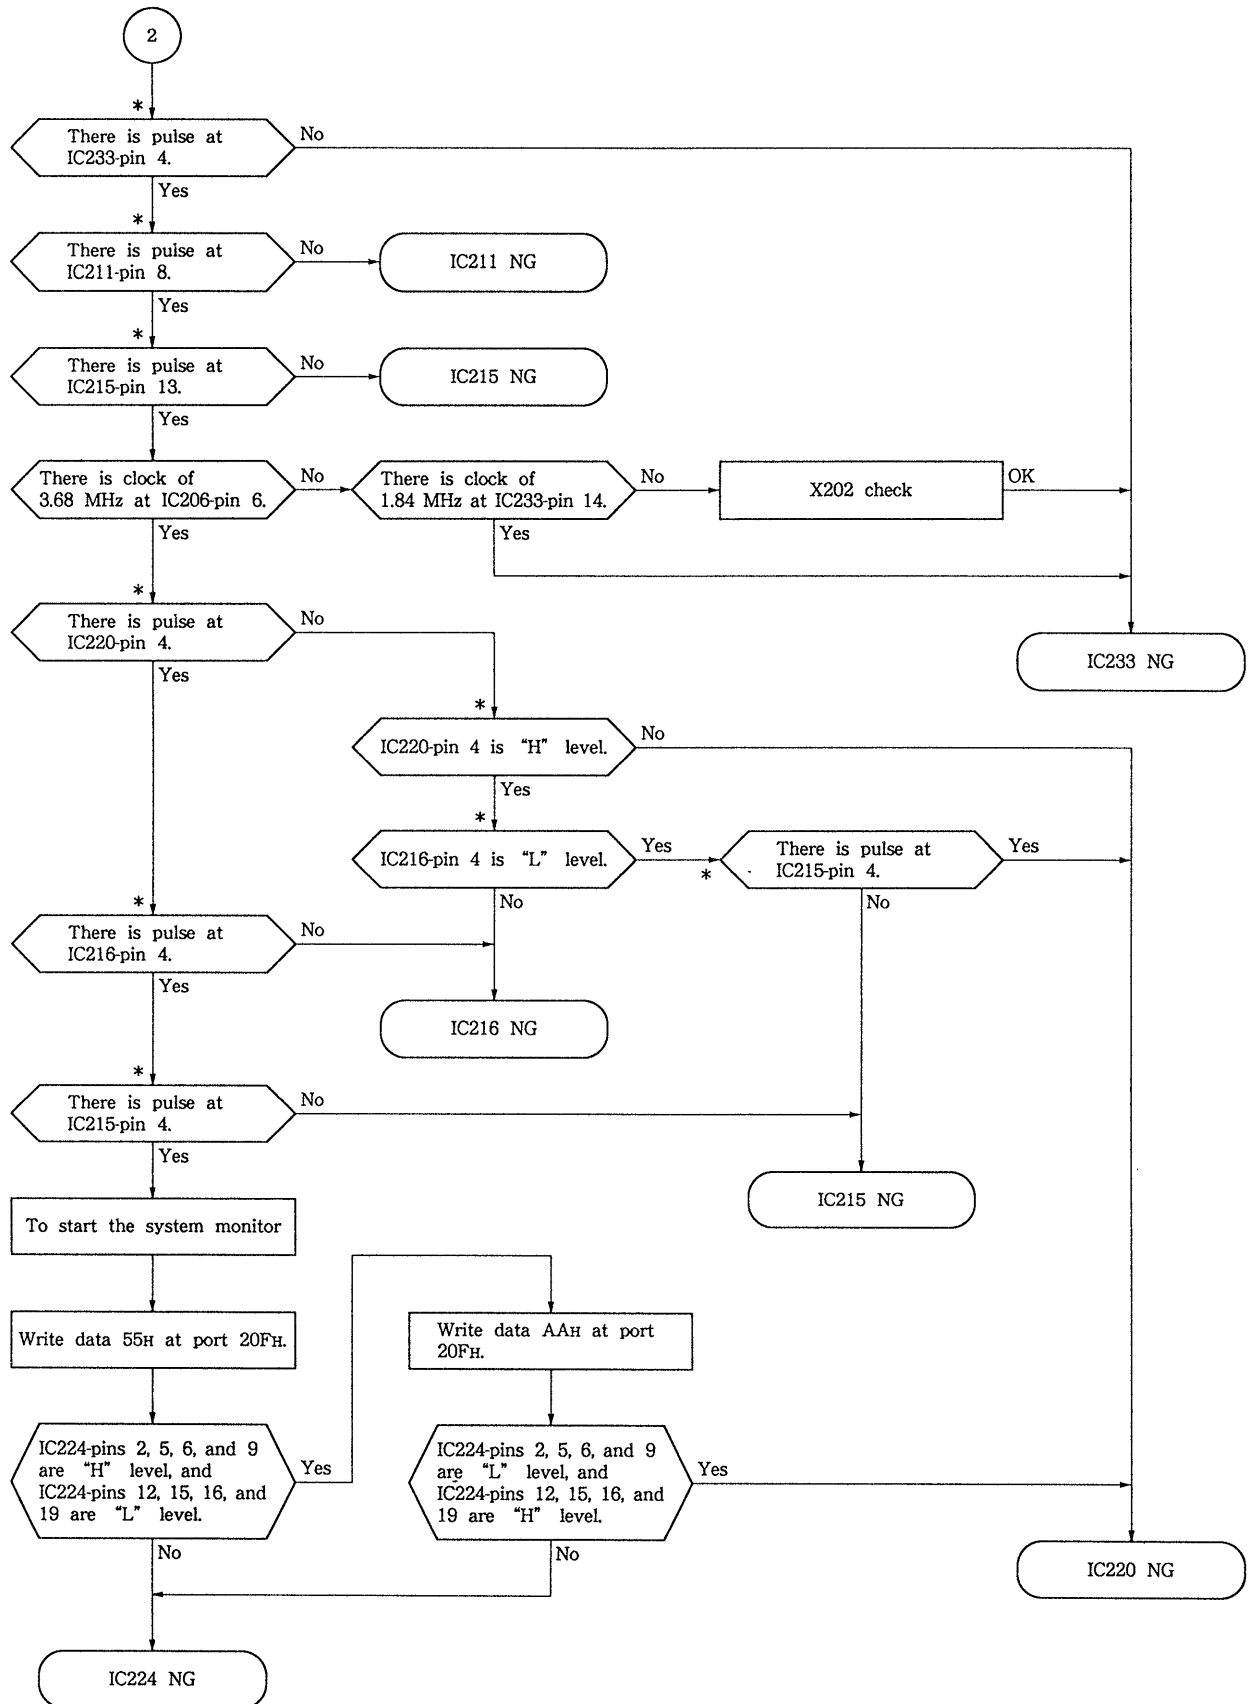 2
*
There is pulse at
IC233-pin 4.
No
Yes
*
There is pulse at
IC211-pin 8.
No
IC211 NG
Yes
*
There is pulse at
IC215-pin 13.
No
IC215 NG
Yes
There is clock of
3.68 MHz at IC206-pin 6.
No
There is clock of
1.84 MHz at IC233-pin 14.
No
X202 check
OK
Yes
Yes
*
There is pulse at
IC220-pin 4.
No
IC233 NG
Yes
*
IC220-pin 4 is “H” level.
No
Yes
*
IC216-pin 4 is “L” level.
Yes
*
There is pulse at
IC215-pin 4.
Yes
No
No
*
There is pulse at
IC216-pin 4.
No
Yes
IC216 NG
*
There is pulse at
IC215-pin 4.
No
Yes
IC215 NG
To start the system monitor
Write data 55H at port 20FH.
Write data AAH at port
20FH.
IC224-pins 2, 5, 6, and 9
are “H” level, and
IC224-pins 12, 15, 16, and
19 are “L” level.
Yes
IC224-pins 2, 5, 6, and 9
are “L” level, and
IC224-pins 12, 15, 16, and
19 are “H” level.
Yes
No
No
IC220 NG
IC224 NG